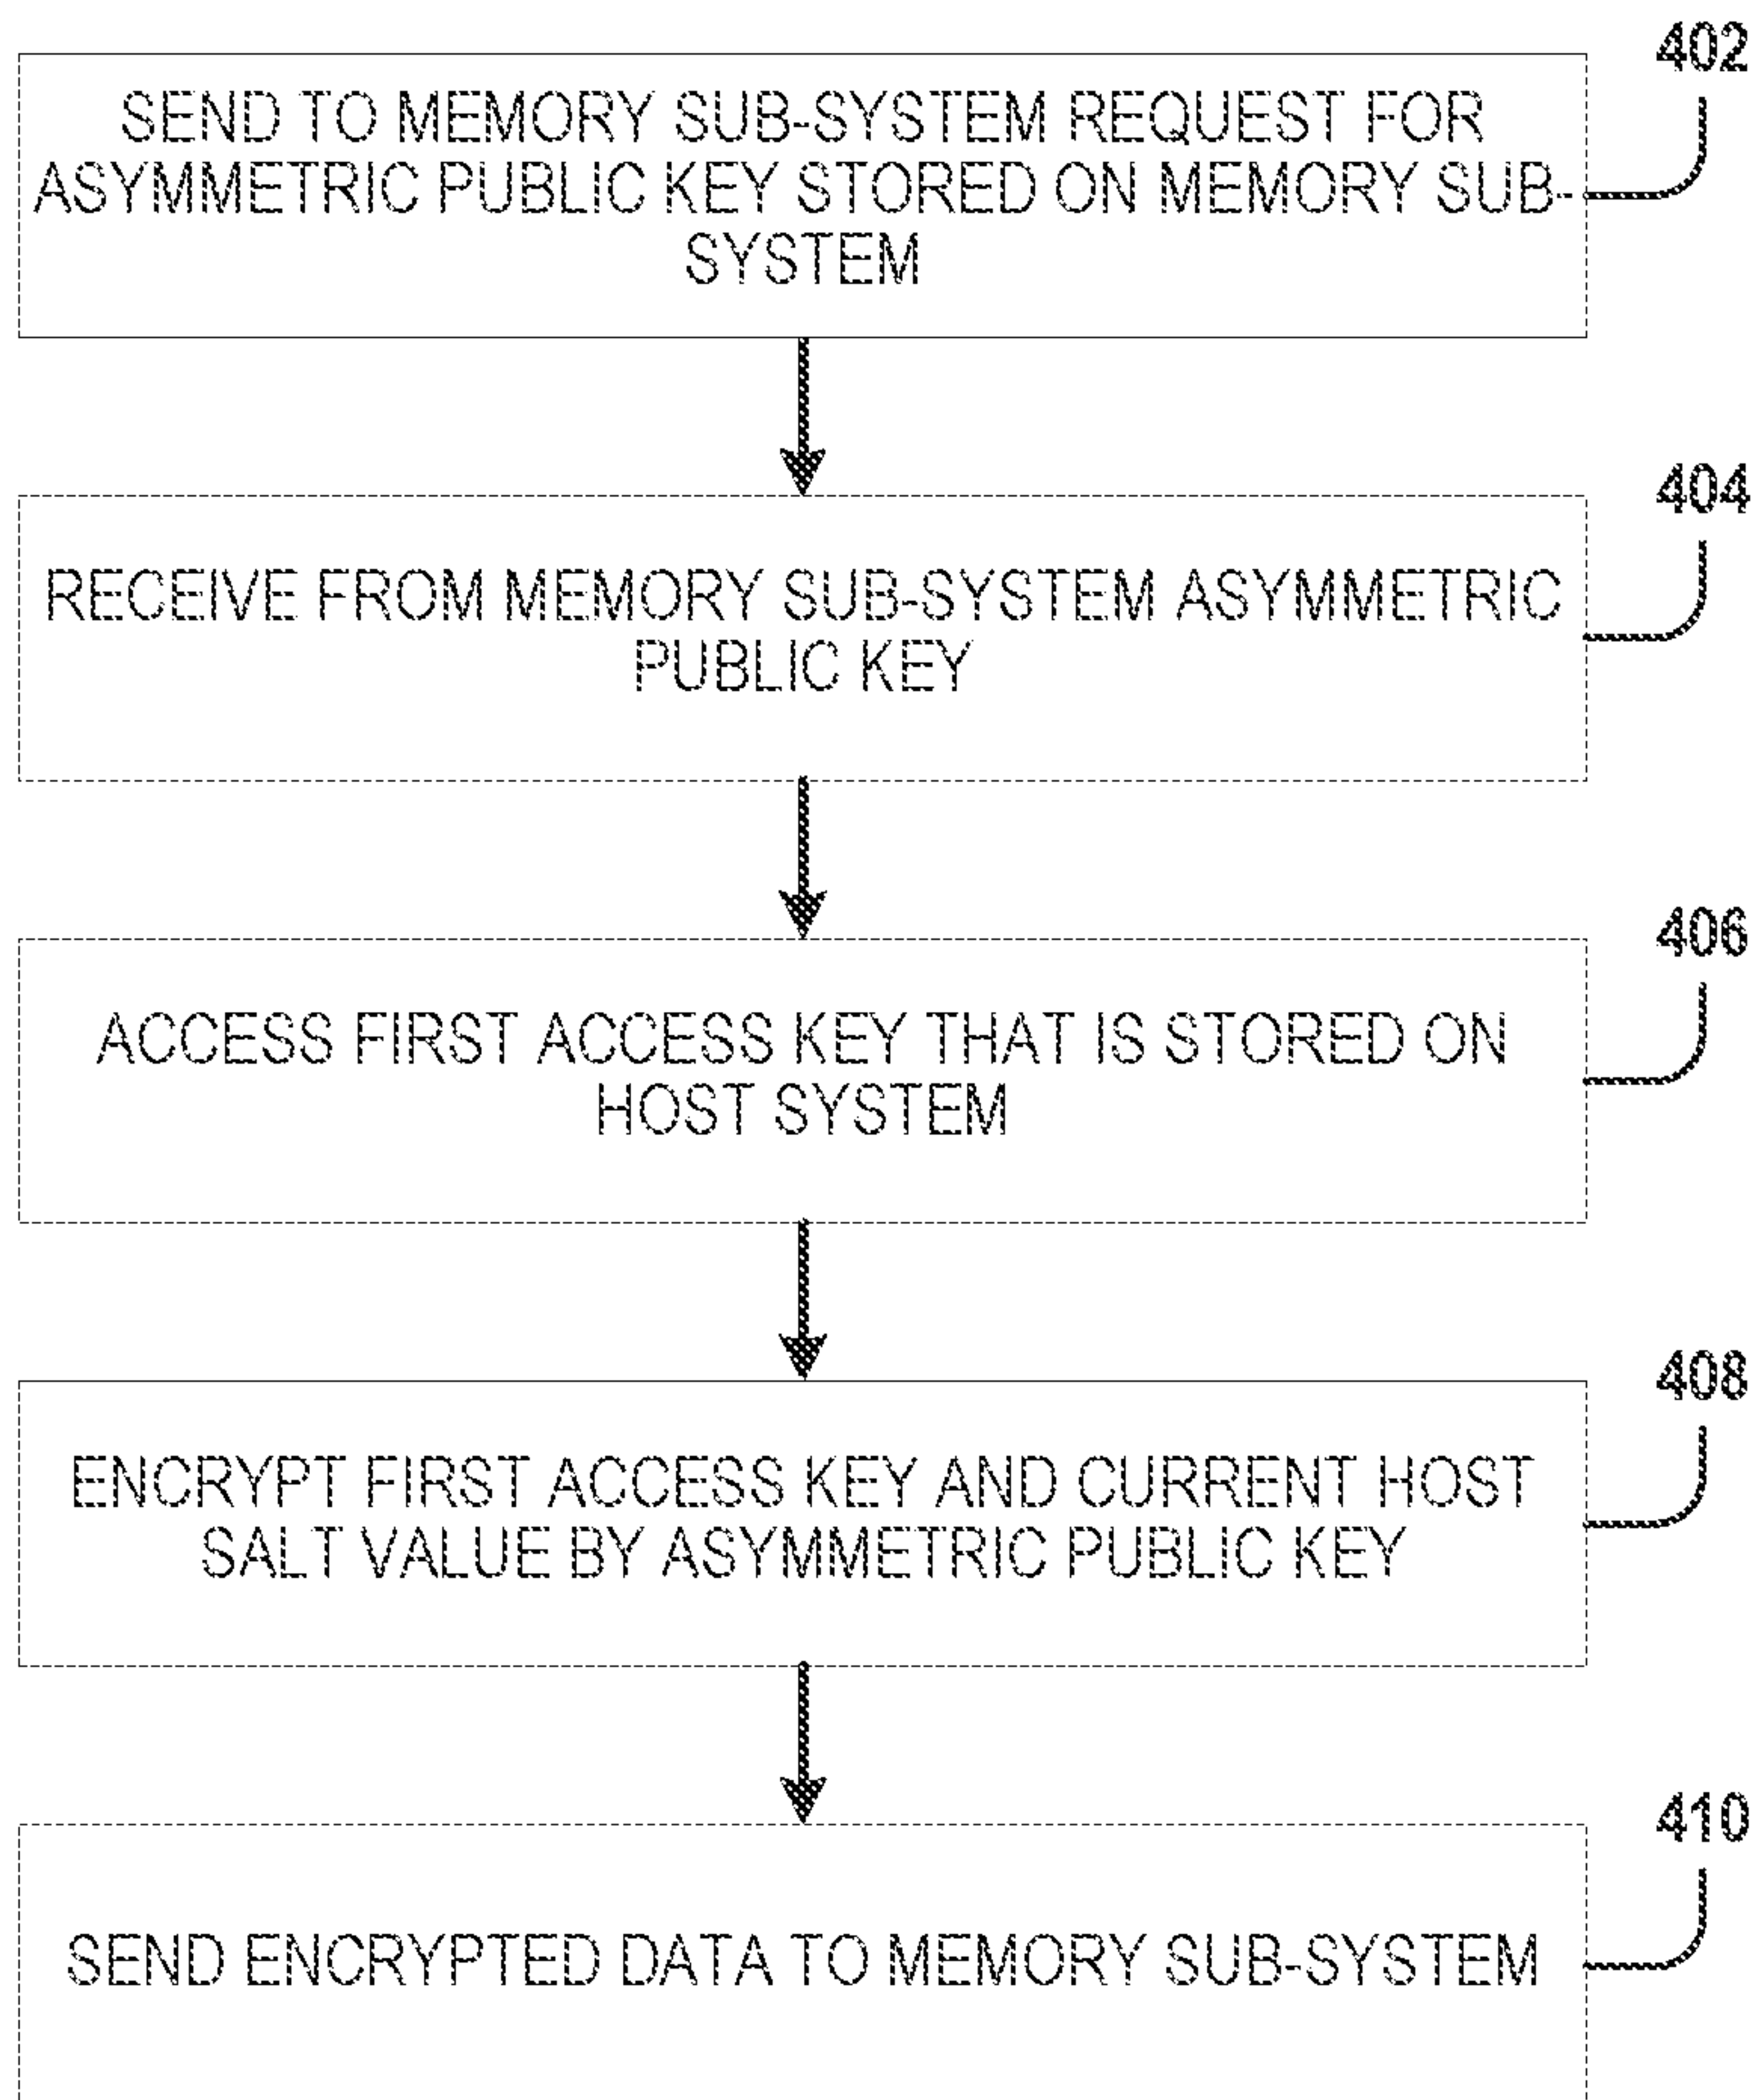 402
SEND TO MEMORY SUB-SYSTEM REQUEST FOR
ASYMMETRIC PUBLIC KEY STORED ON MEMORY SUB-
SYSTEM
404
RECEIVE FROM MEMORY SUB-SYSTEM ASYMMETRIC
PUBLIC KEY
406
ACCESS FIRST ACCESS KEY THAT IS STORED ON
HOST SYSTEM
408
ENCRYPT FIRST ACCESS KEY AND CURRENT HOST
SALT VALUE BY ASYMMETRIC PUBLIC KEY
410
SEND ENCRYPTED DATA TO MEMORY SUB-SYSTEM